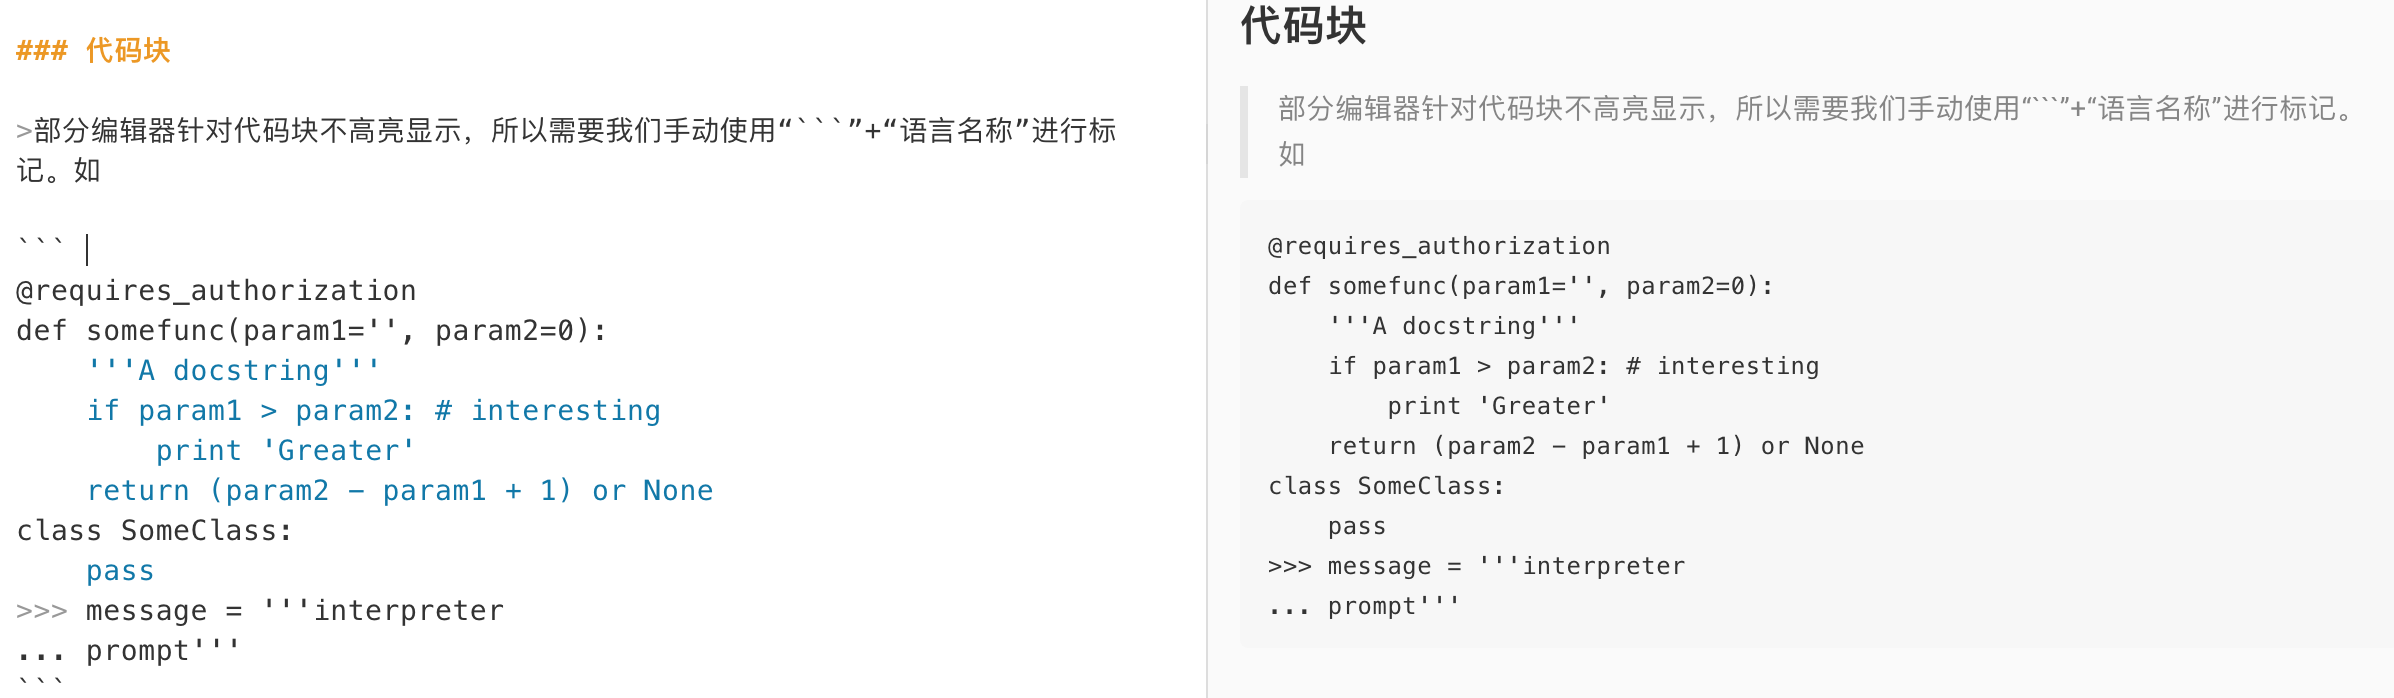 ### 代码块
>部分编辑器针对代码块不高亮显示，所以需要我们手动使用“```”+“语言名称”进行标
记。如
```
@requires_authorization
def somefunc(param1='', param2=0):
    '''A docstring'''
    if param1 > param2: # interesting
        print 'Greater'
    return (param2 - param1 + 1) or None
class SomeClass:
    pass
>>> message = '''interpreter
... prompt'''
```
代码块
部分编辑器针对代码块不高亮显示，所以需要我们手动使用“```”+“语言名称”进行标记。
如
@requires_authorization
def somefunc(param1='', param2=0):
    '''A docstring'''
    if param1 > param2: # interesting
        print 'Greater'
    return (param2 - param1 + 1) or None
class SomeClass:
    pass
>>> message = '''interpreter
... prompt'''